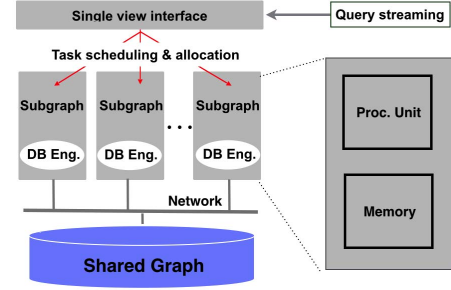 Single view interface
Query streaming
Task scheduling & allocation
Subgraph
Subgraph
Subgraph
Proc. Unit
...
DB Eng.
DB Eng.
DB Eng.
Network
Memory
Shared Graph